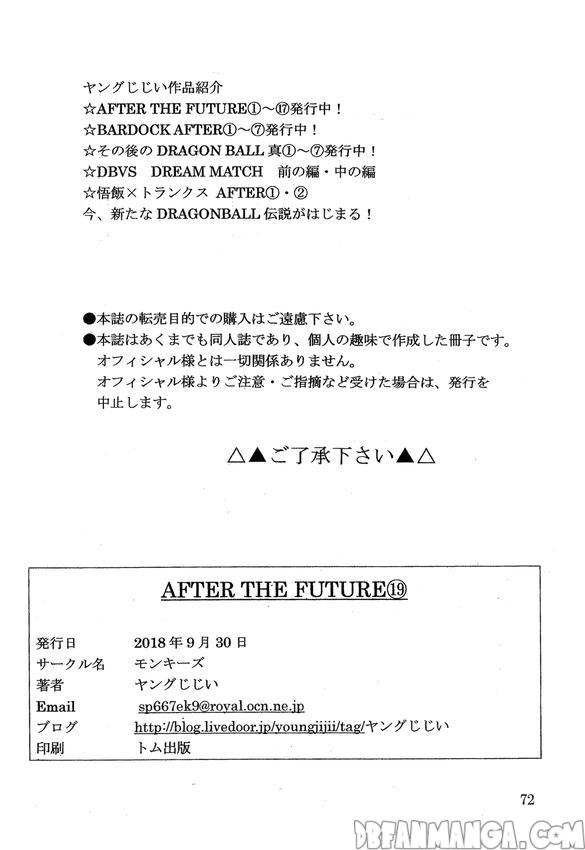 ヤングじじい作品紹介
☆AFTER THE FUTURE①～⑰発行中！
☆BARDOCK AFTER①～⑦発行中！
☆その後の DRAGON BALL 真①～⑦発行中！
☆DBVS　DREAM MATCH　前の編・中の編
☆悟飯×トランクス AFTER①・②
今、新たな DRAGONBALL 伝説がはじまる！
●本誌の転売目的での購入はご遠慮下さい。
●本誌はあくまでも同人誌であり、個人の趣味で作成した冊子です。
オフィシャル様とは一切関係ありません。
オフィシャル様よりご注意・ご指摘など受けた場合は、発行を
中止します。
△▲ご了承下さい▲△
AFTER THE FUTURE⑲
発行日　2018 年 9 月 30 日
サークル名　モンキーズ
著者　ヤングじじい
Email　sp667ek9@royal.ocn.ne.jp
ブログ　http://blog.livedoor.jp/youngjijii/tag/ヤングじじい
印刷　トム出版
72
DBFANMANGA.COM